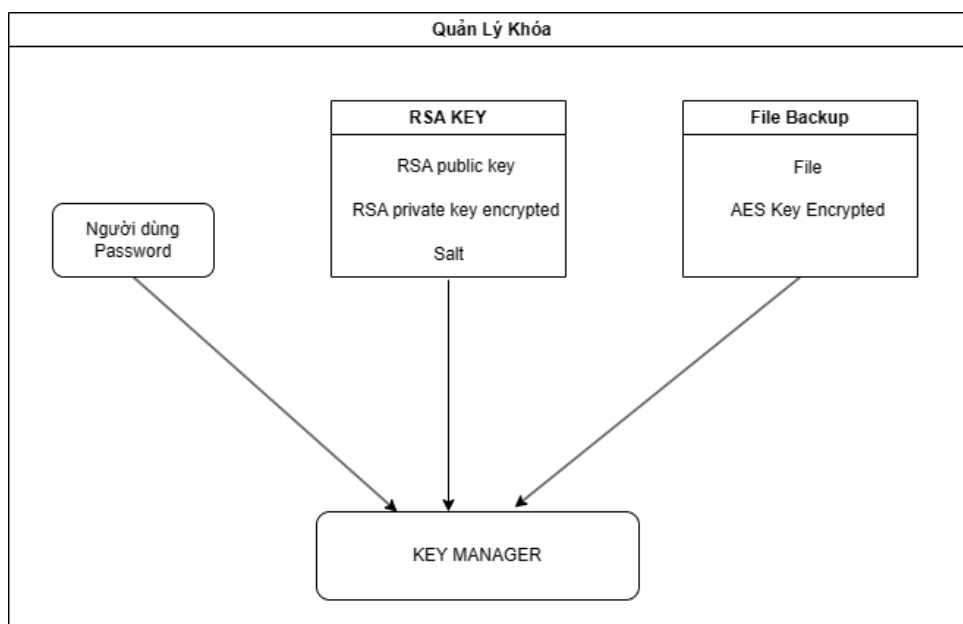 Quản Lý Khóa
RSA KEY
RSA public key
RSA private key encrypted
Salt
File Backup
File
AES Key Encrypted
Người dùng
Password
KEY MANAGER